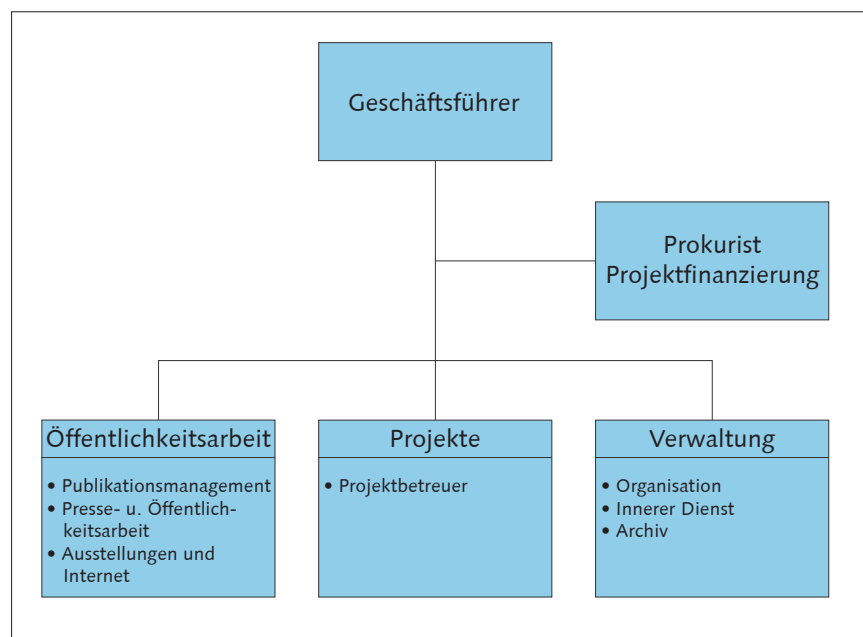 Geschäftsführer
Prokurist
Projektfinanzierung
Öffentlichkeitsarbeit
• Publikationsmanagement
• Presse- u. Öffentlich-
keitsarbeit
• Ausstellungen und
Internet
Projekte
• Projektbetreuer
Verwaltung
• Organisation
• Innerer Dienst
• Archiv